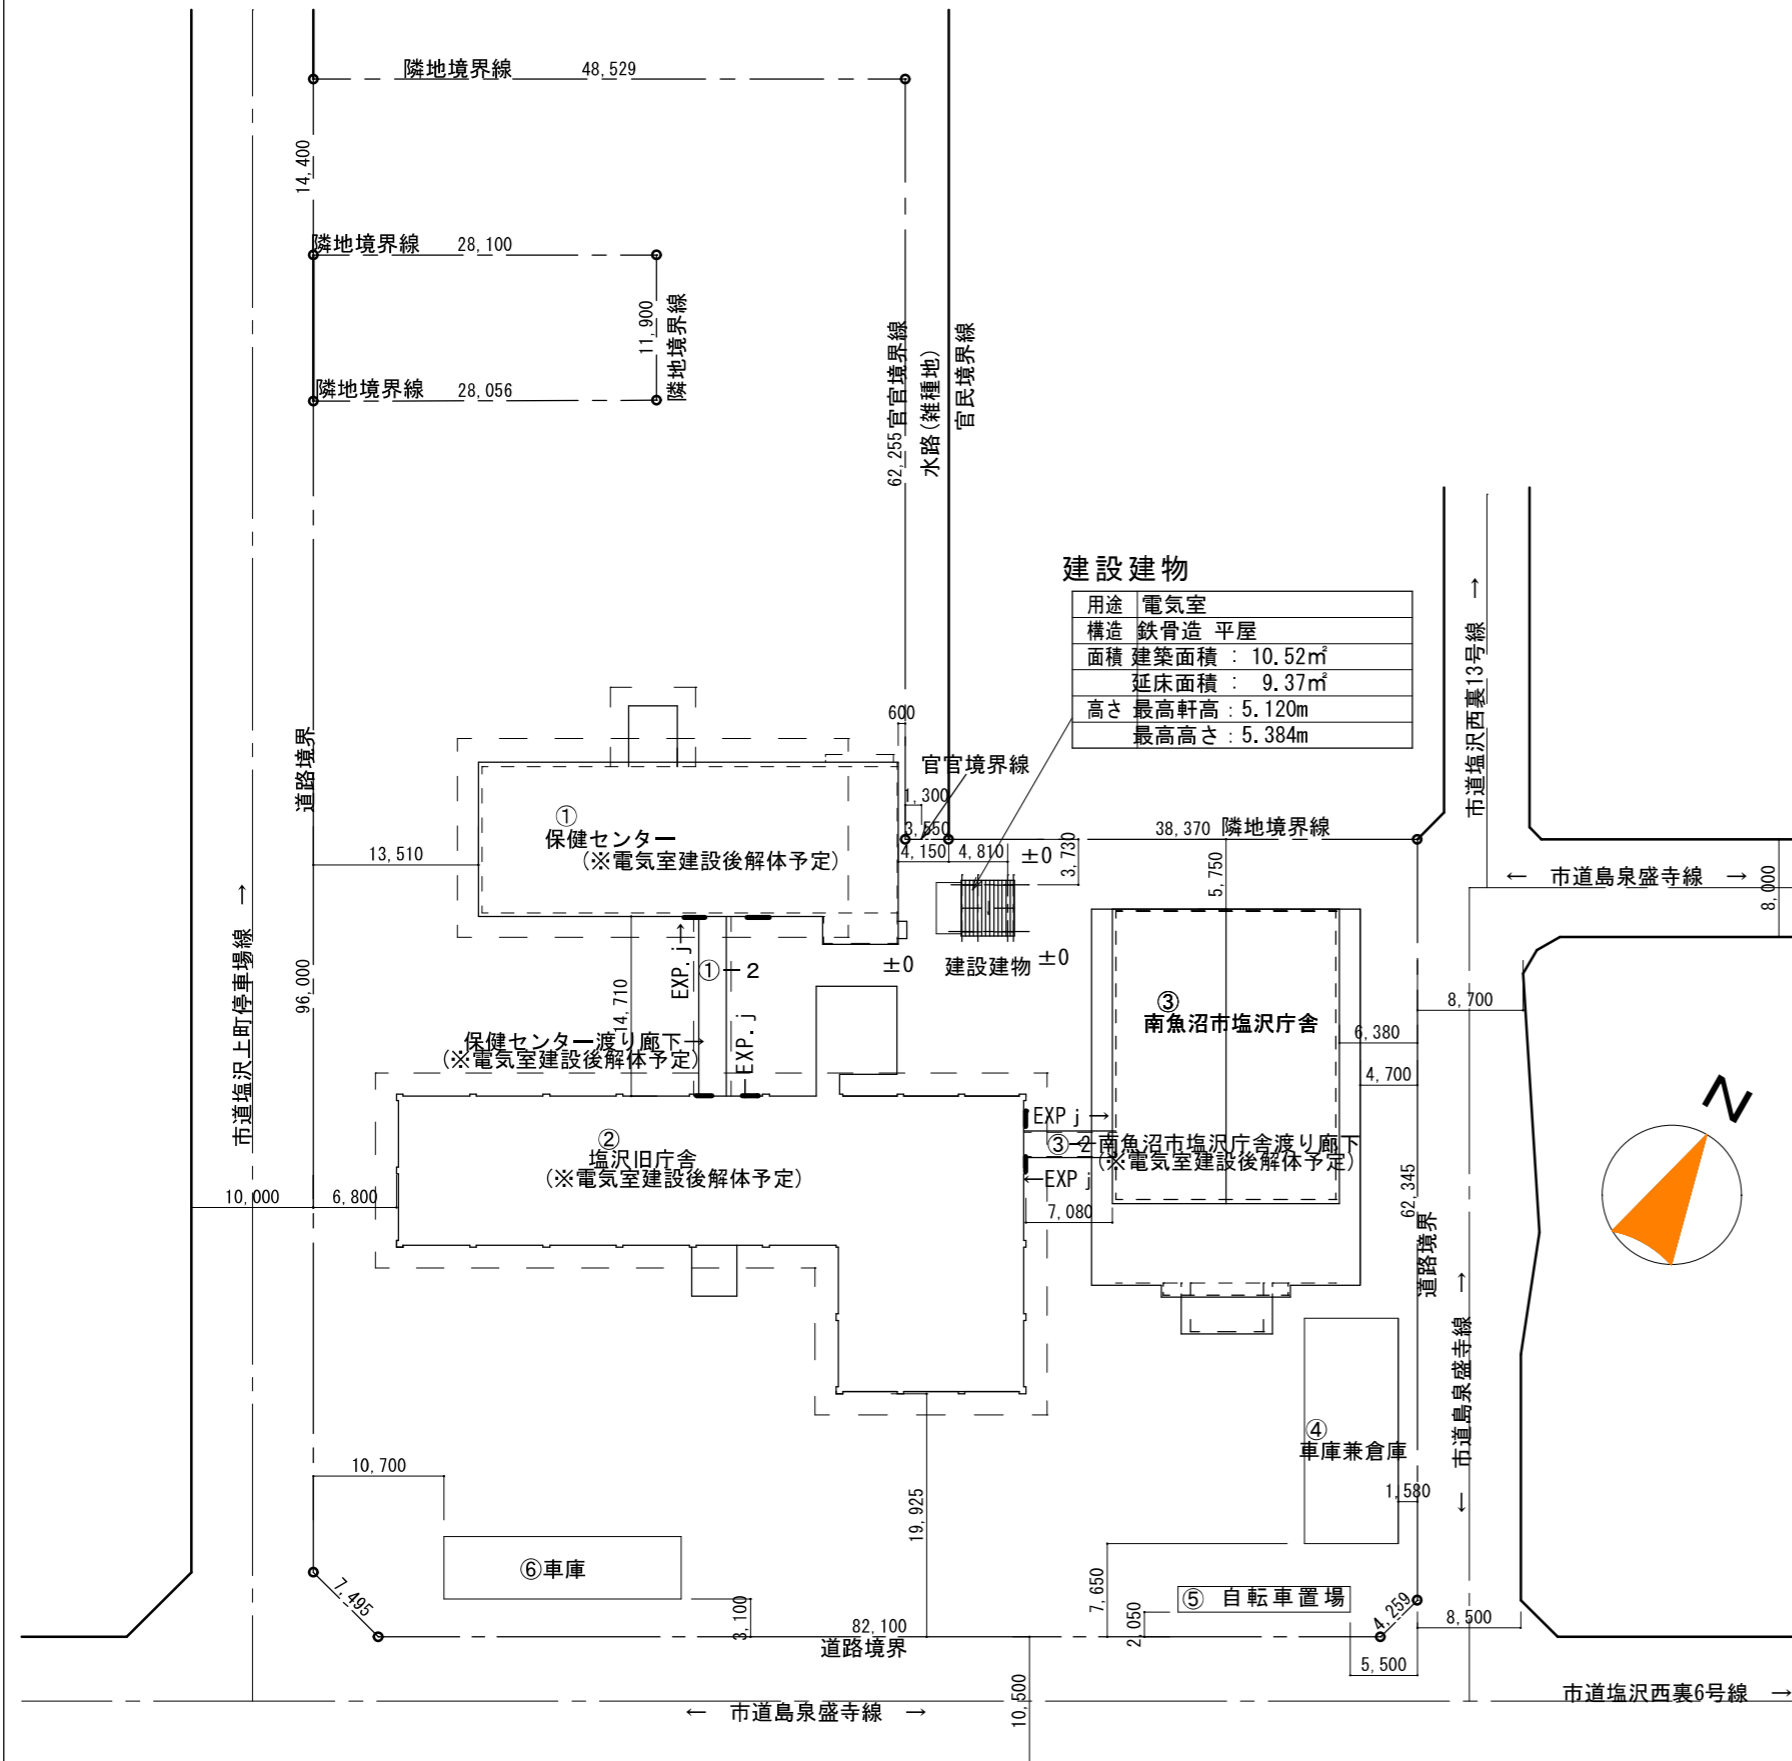 隣地境界線 48,529
14,400
隣地境界線 28,100
11,900
隣地境界線
隣地境界線 28,056
62,255
官官境界線
水路(雑種地)
官民境界線
建設建物
用途 電気室
構造 鉄骨造 平屋
面積 建築面積 : 10.52㎡
延床面積 : 9.37㎡
高さ 最高軒高 : 5.120m
最高高さ : 5.384m
市道塩沢西裏13号線 →
600
官官境界線
1,300
3,550
4,150 4,810
±0
3,730
38,370 隣地境界線
5,750
← 市道島泉盛寺線 →
8,000
道路境界
①
保健センター
(※電気室建設後解体予定)
13,510
市道塩沢上町停車場線 →
96,000
EXP.j→
①-2
14,710
←EXP.j
±0
建設建物 ±0
保健センター渡り廊下→
(※電気室建設後解体予定)
③
南魚沼市塩沢庁舎
8,700
6,380
4,700
N
②
塩沢旧庁舎
(※電気室建設後解体予定)
EXP j→
③-2 南魚沼市塩沢庁舎渡り廊下
(※電気室建設後解体予定)
←EXP j
10,000 6,800
7,080
62,345
道路境界
← 市道島泉盛寺線 →
④
車庫兼倉庫
1,580
10,700
19,925
⑥車庫
7,495
3,100
82,100
道路境界
7,650
2,050
⑤ 自転車置場
4,259
8,500
5,500
10,500
← 市道島泉盛寺線 →
市道塩沢西裏6号線 →